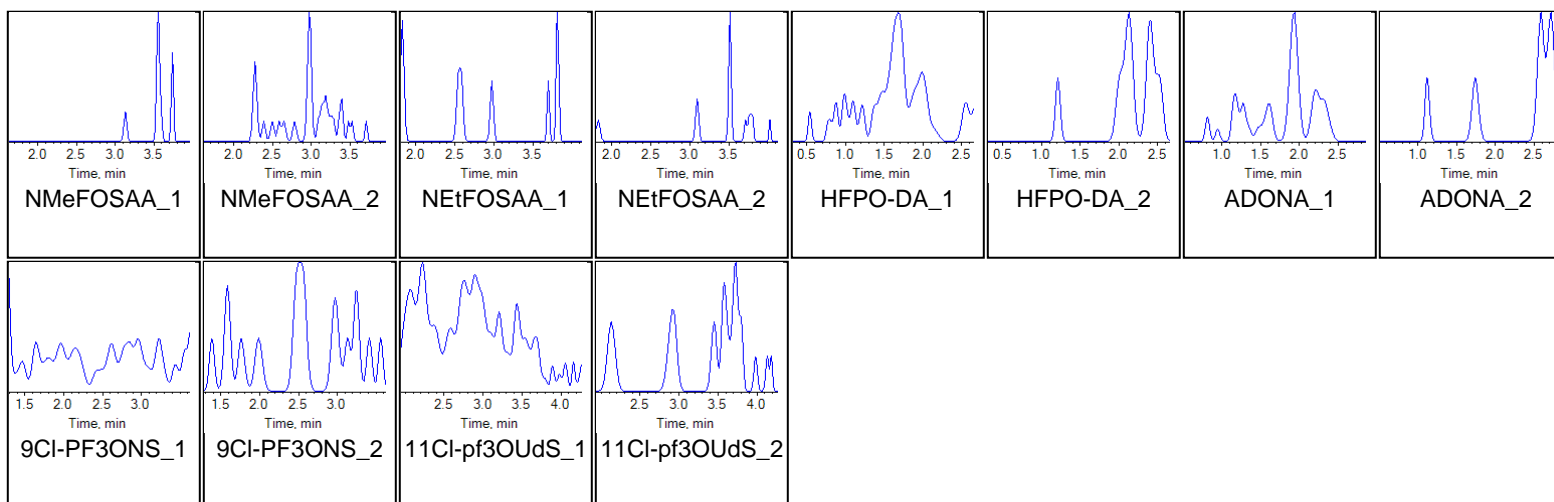 2.0 2.5 3.0 3.5
Time, min
NMeFOSAA_1
2.0 2.5 3.0 3.5
Time, min
NMeFOSAA_2
2.0 2.5 3.0 3.5
Time, min
NEtFOSAA_1
2.0 2.5 3.0 3.5 4.0
Time, min
NEtFOSAA_2
0.5 1.0 1.5 2.0 2.5
Time, min
HFPO-DA_1
0.5 1.0 1.5 2.0 2.5
Time, min
HFPO-DA_2
1.0 1.5 2.0 2.5
Time, min
ADONA_1
1.0 1.5 2.0 2.5
Time, min
ADONA_2
1.5 2.0 2.5 3.0
Time, min
9Cl-PF3ONS_1
1.5 2.0 2.5 3.0
Time, min
9Cl-PF3ONS_2
2.5 3.0 3.5 4.0
Time, min
11Cl-pf3OUdS_1
2.5 3.0 3.5 4.0
Time, min
11Cl-pf3OUdS_2